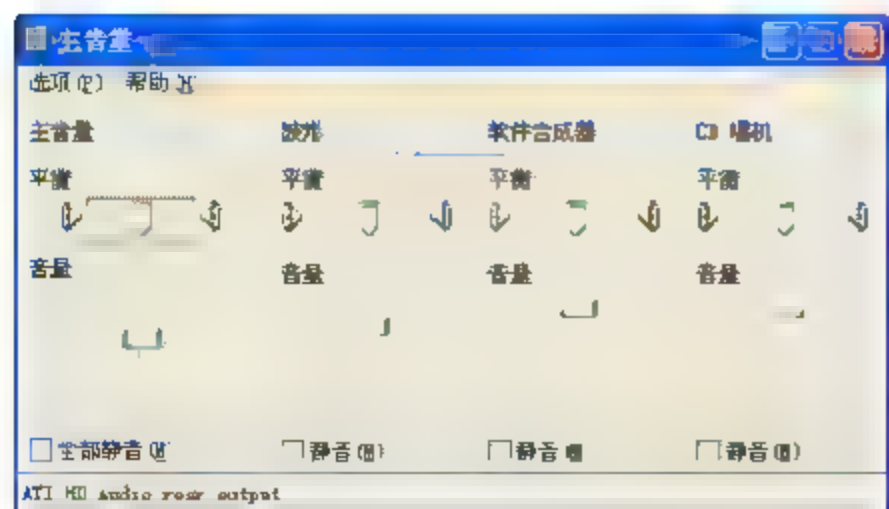 主音量
选项(P) 帮助(H)
主音量 波形 软件合成器 CD 唱机
平衡 平衡 平衡 平衡
音量 音量 音量 音量
全部静音(M) 静音(M) 静音(M) 静音(M)
ATI HD Audio rear output